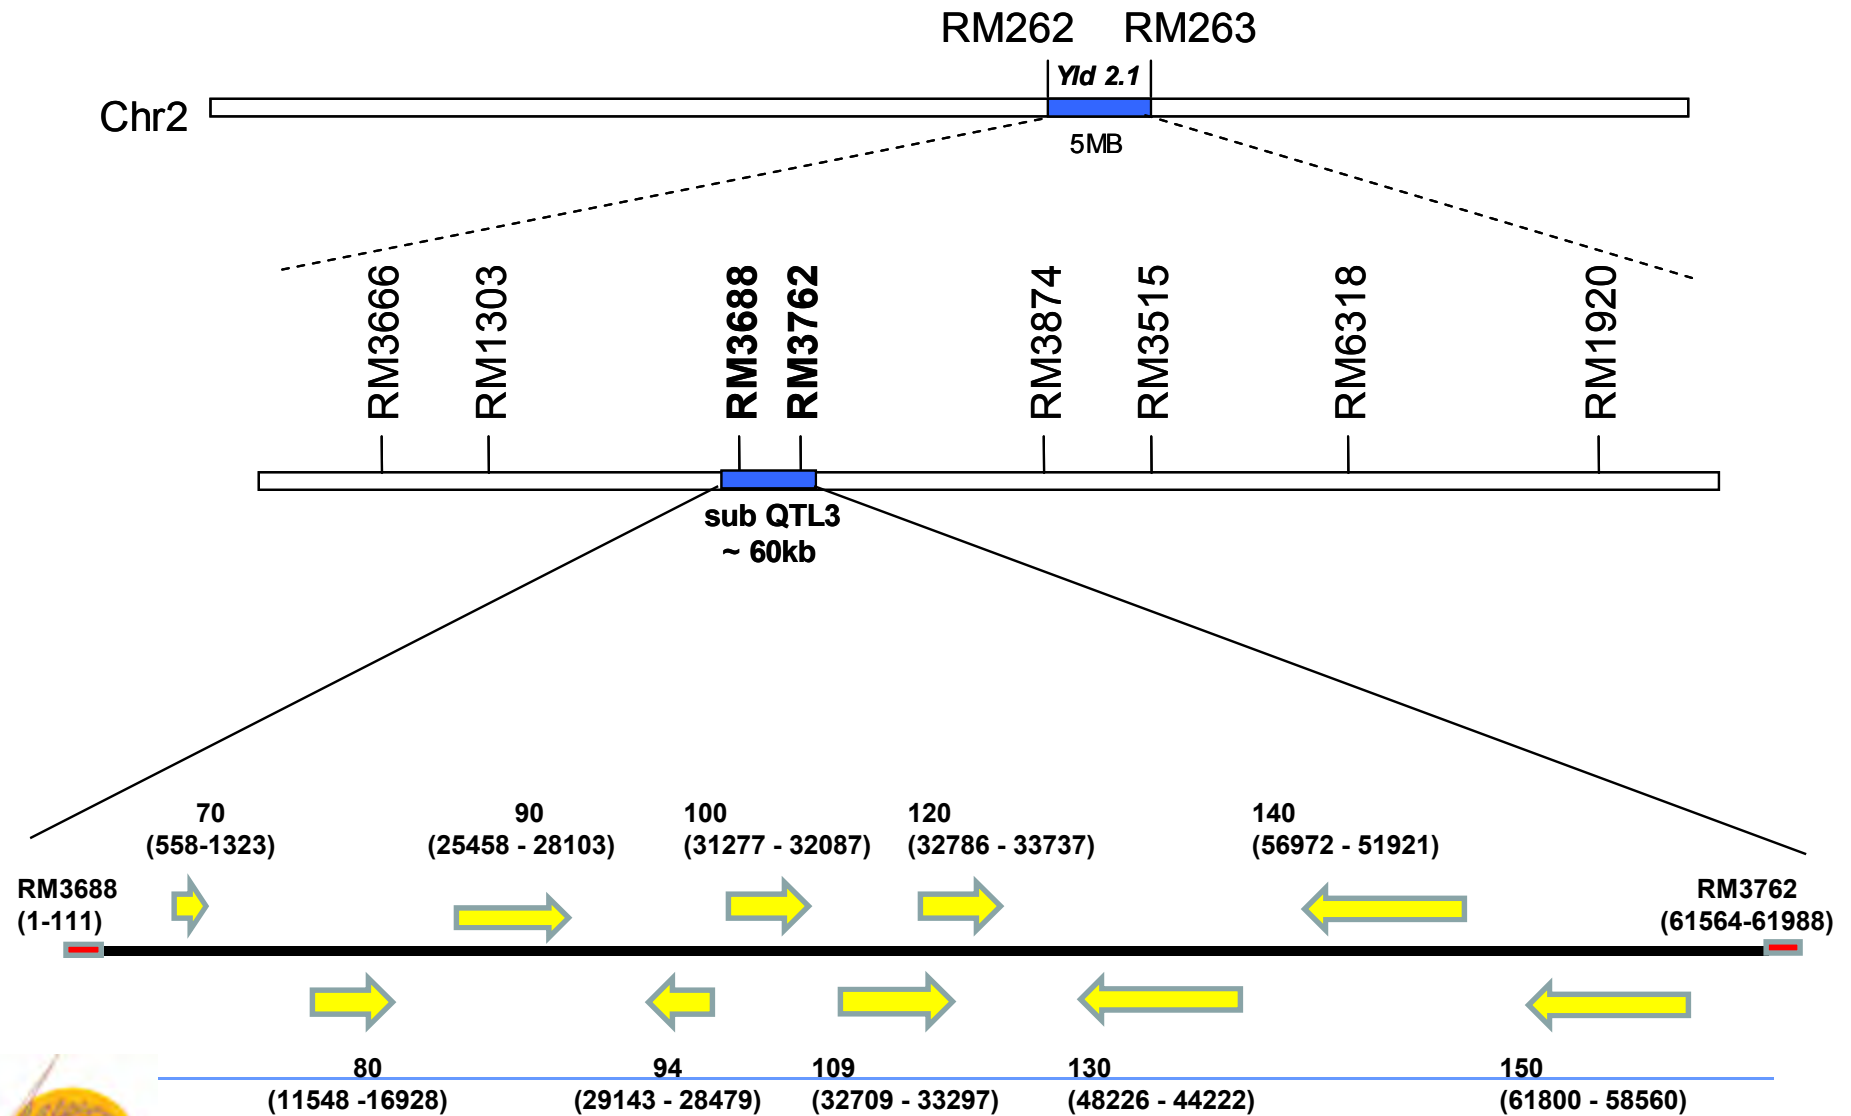 RM262 RM263
Yld 2.1
Chr2
5MB
RM3666
RM1303
RM3688
RM3762
RM3874
RM3515
RM6318
RM1920
sub QTL3
~ 60kb
70 90 100 120 140
(558-1323) (25458 - 28103) (31277 - 32087) (32786 - 33737) (56972 - 51921)
RM3688 RM3762
(1-111) (61564-61988)
80 94 109 130 150
(11548 -16928) (29143 - 28479) (32709 - 33297) (48226 - 44222) (61800 - 58560)